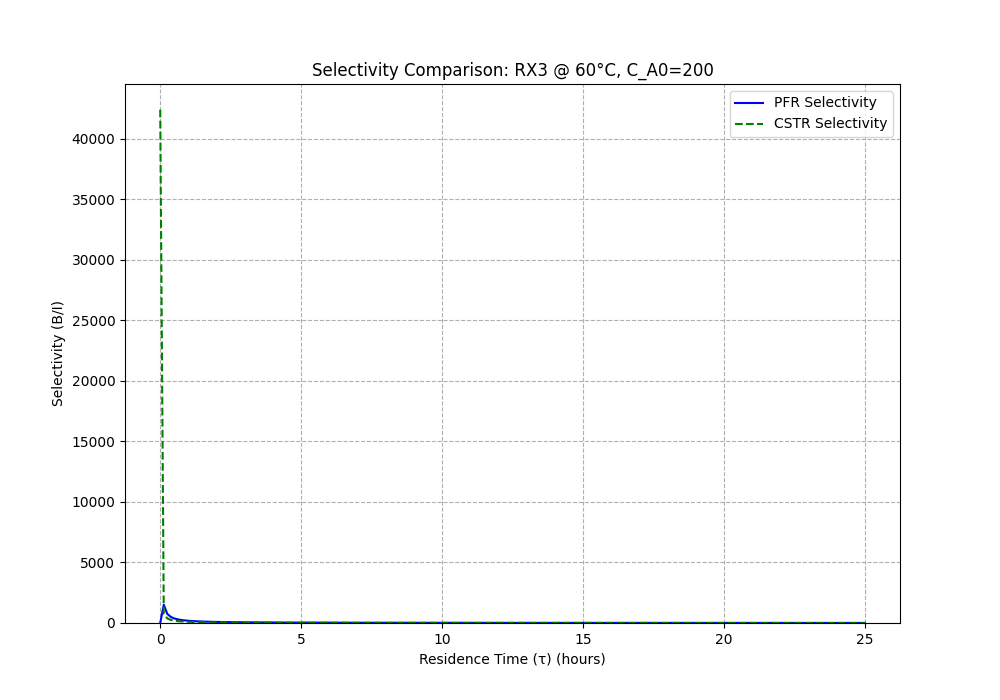 Selectivity Comparison: RX3 @ 60°C, C_A0=200
PFR Selectivity
CSTR Selectivity
Selectivity (B/I)
40000
35000
30000
25000
20000
15000
10000
5000
0
0 5 10 15 20 25
Residence Time (τ) (hours)